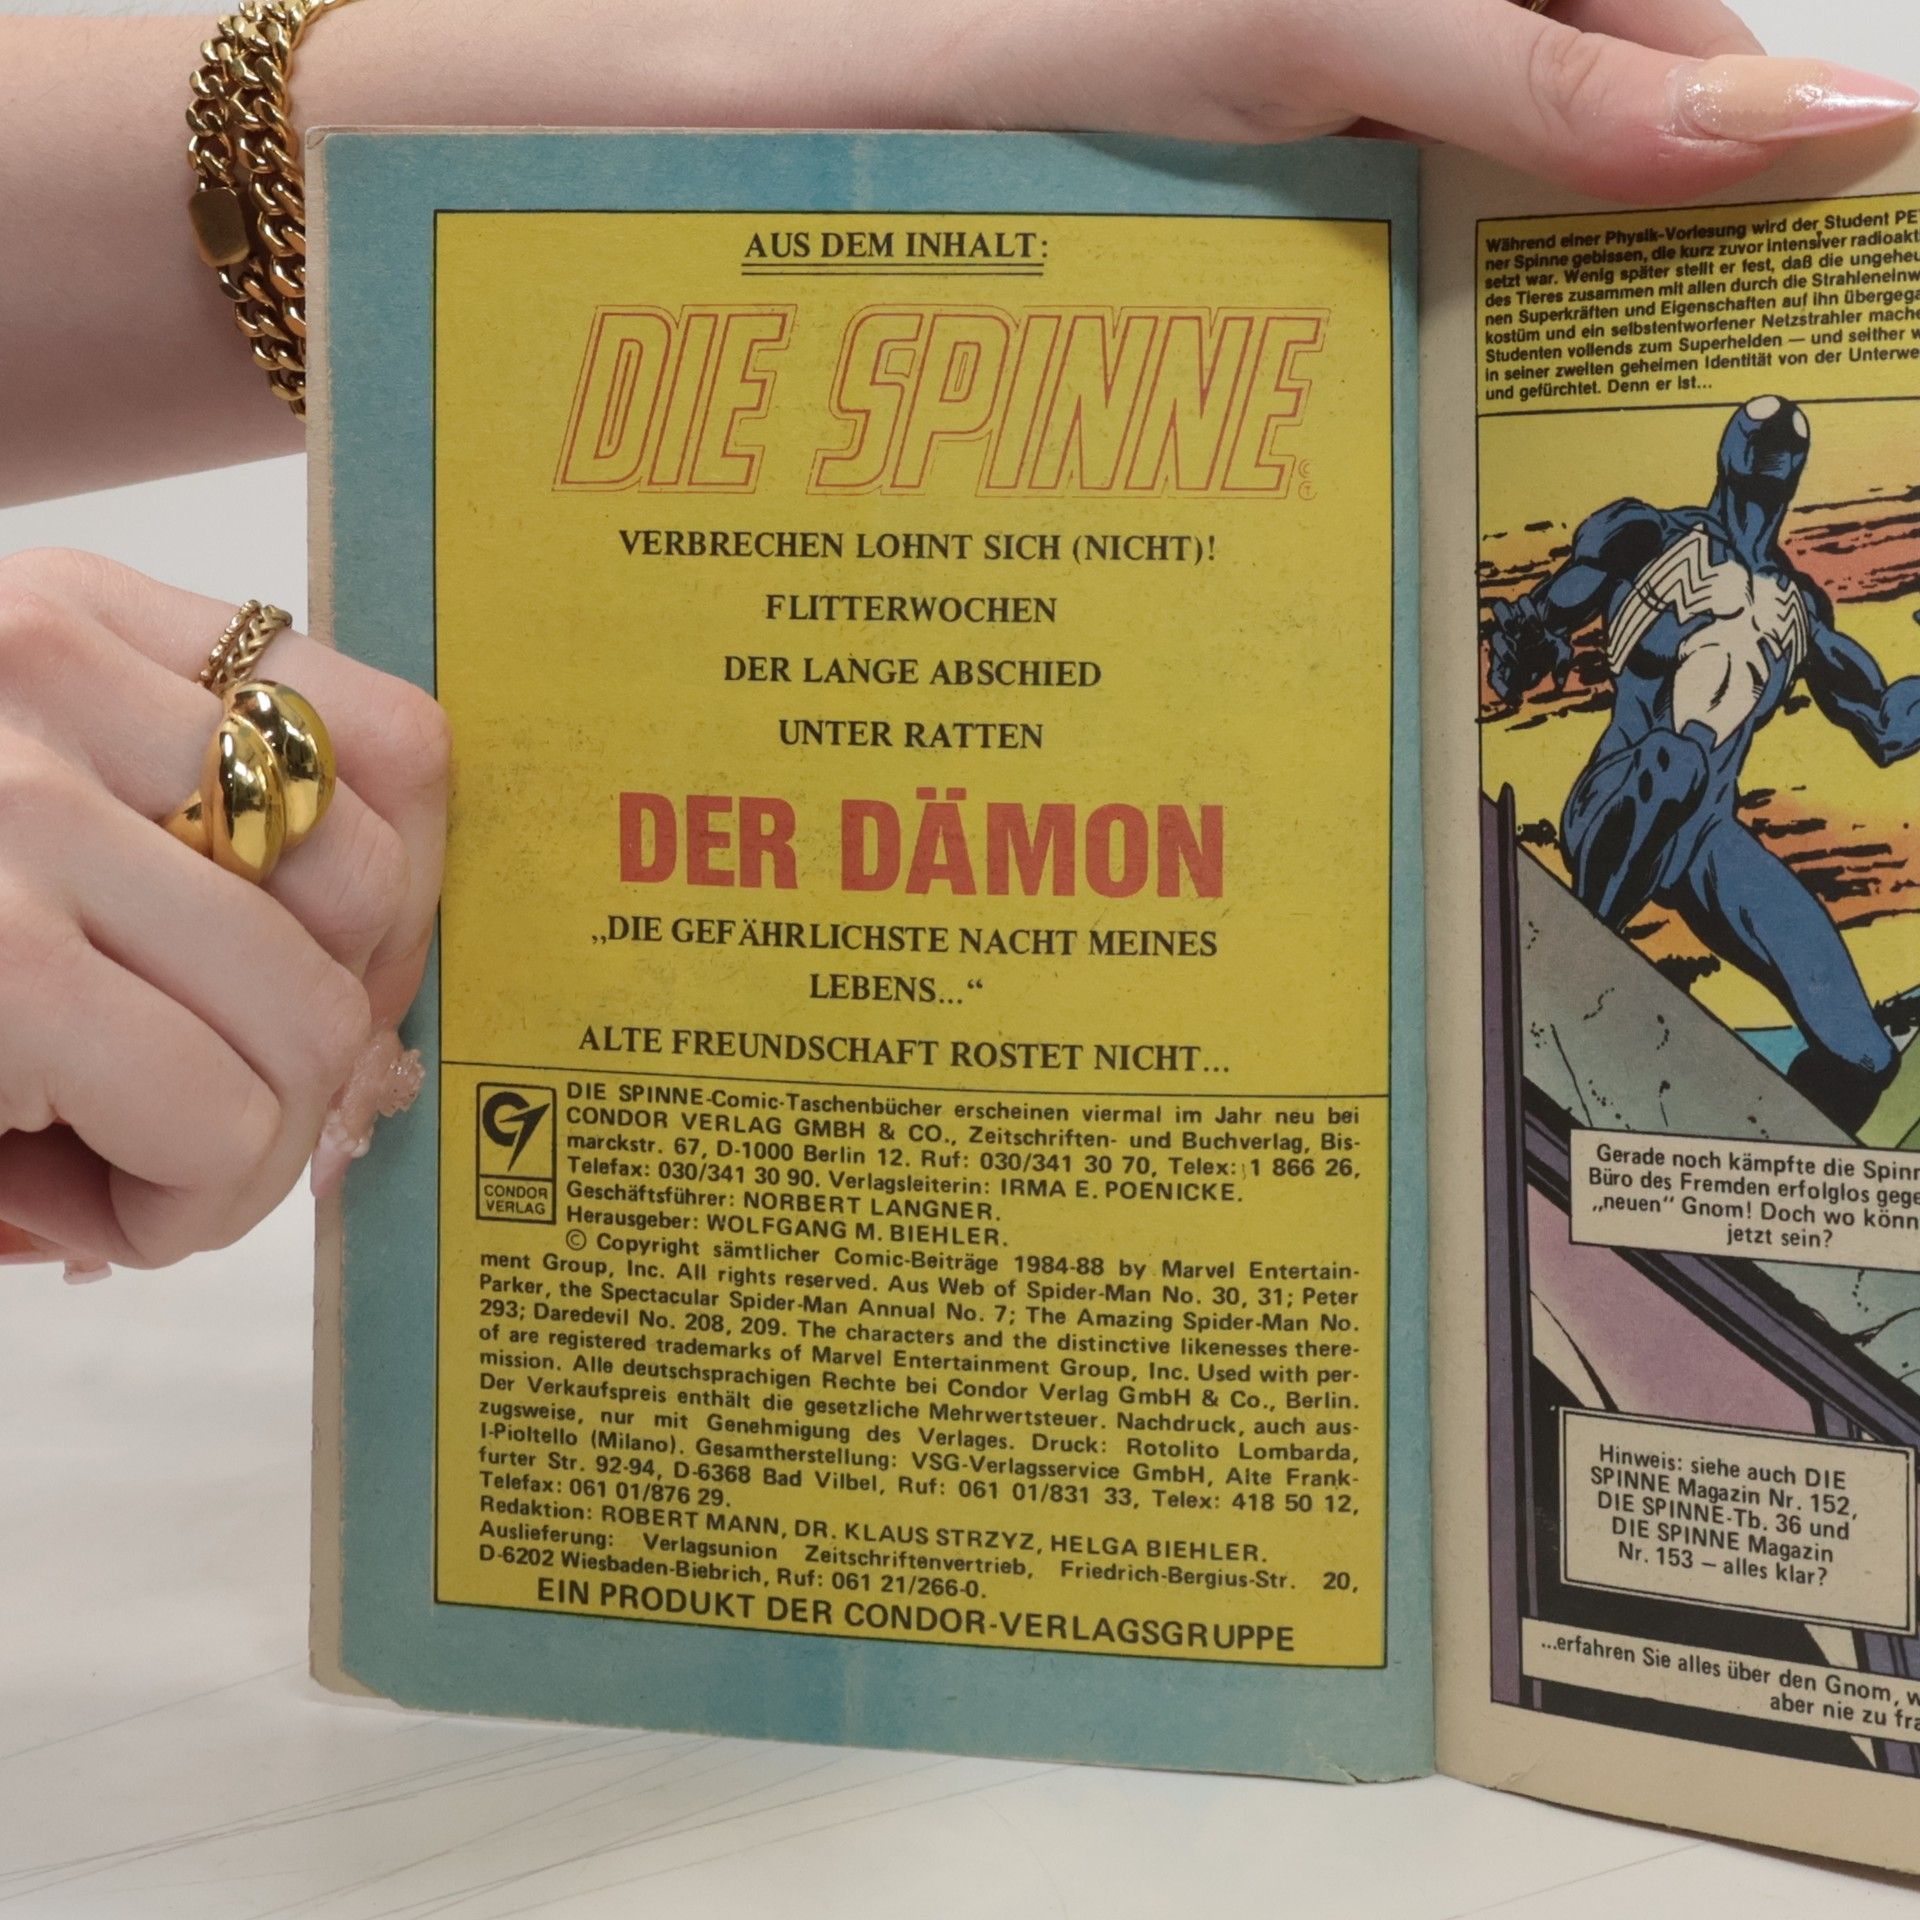 AUS DEM INHALT:
DIE SPINNE
VERBRECHEN LOHNT SICH (NICHT)!
FLITTERWOCHEN
DER LANGE ABSCHIED
UNTER RATTEN
DER DÄMON
„DIE GEFÄHRLICHSTE NACHT MEINES
LEBENS...“
ALTE FREUNDSCHAFT ROSTET NICHT...
CONDOR
VERLAG
DIE SPINNE-Comic-Taschenbücher erscheinen viermal im Jahr neu bei
CONDOR VERLAG GMBH & CO., Zeitschriften- und Buchverlag, Bis-
marckstr. 67, D-1000 Berlin 12. Ruf: 030/341 30 70, Telex: 1 866 26,
Telefax: 030/341 30 90. Verlagsleiterin: IRMA E. POENICKE.
Geschäftsführer: NORBERT LANGNER.
Herausgeber: WOLFGANG M. BIEHLER.
© Copyright sämtlicher Comic-Beiträge 1984-88 by Marvel Entertain-
ment Group, Inc. All rights reserved. Aus Web of Spider-Man No. 30, 31; Peter
Parker, the Spectacular Spider-Man Annual No. 7; The Amazing Spider-Man No.
293; Daredevil No. 208, 209. The characters and the distinctive likenesses there-
of are registered trademarks of Marvel Entertainment Group, Inc. Used with per-
mission. Alle deutschsprachigen Rechte bei Condor Verlag GmbH & Co., Berlin.
Der Verkaufspreis enthält die gesetzliche Mehrwertsteuer. Nachdruck, auch aus-
zugsweise, nur mit Genehmigung des Verlages. Druck: Rotolito Lombarda,
I-Pioltello (Milano). Gesamtherstellung: VSG-Verlagsservice GmbH, Alte Frank-
furter Str. 92-94, D-6368 Bad Vilbel, Ruf: 061 01/831 33, Telex: 418 50 12,
Telefax: 061 01/876 29.
Redaktion: ROBERT MANN, DR. KLAUS STRZYZ, HELGA BIEHLER.
Auslieferung: Verlagsunion Zeitschriftenvertrieb, Friedrich-Bergius-Str. 20,
D-6202 Wiesbaden-Biebrich, Ruf: 061 21/266-0.
EIN PRODUKT DER CONDOR-VERLAGSGRUPPE
Während einer Physik-Vorlesung wird der Student
ner Spinne gebissen, die kurz zuvor intensiver
setzt war. Wenig später stellt er fest, daß die
des Tieres zusammen mit allen durch die
nen Superkräften und Eigenschaften auf ihn
kostüm und ein selbstentworfener Netzstrahler
Studenten vollends zum Superhelden — und seither
in seiner zweiten geheimen Identität von der
und gefürchtet. Denn er ist...
Gerade noch kämpfte die
Büro des Fremden erfolglos
„neuen“ Gnom! Doch wo
jetzt sein?
Hinweis: siehe auch DIE
SPINNE Magazin Nr. 152,
DIE SPINNE-Tb. 36 und
DIE SPINNE Magazin
Nr. 153 — alles klar?
...erfahren Sie alles über den Gnom,
aber nie zu